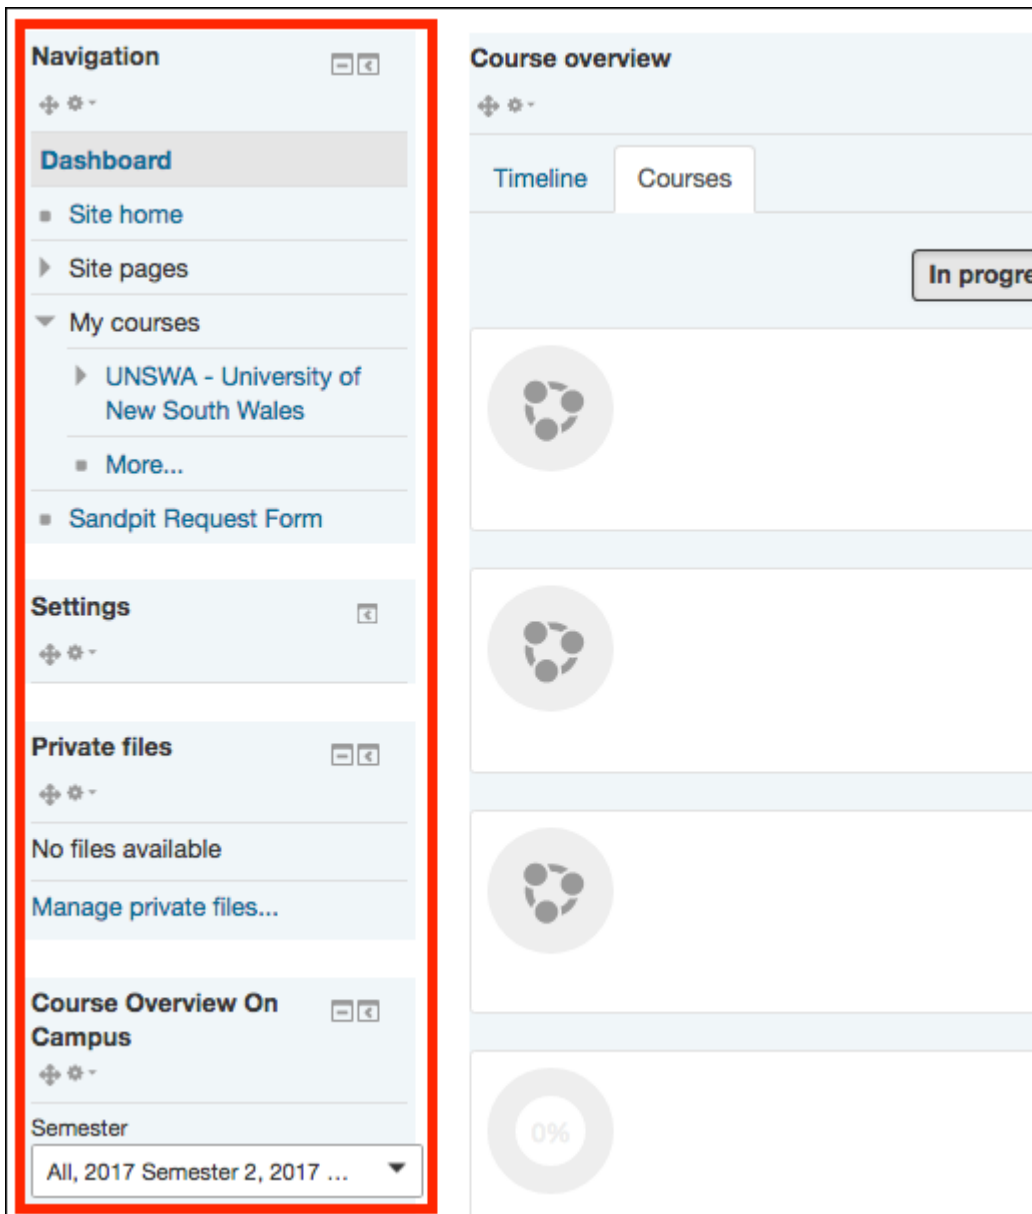 Navigation
Dashboard
Site home
Site pages
My courses
UNSWA - University of
New South Wales
More...
Sandpit Request Form
Settings
Private files
No files available
Manage private files...
Course Overview On
Campus
Semester
All, 2017 Semester 2, 2017 ...
Course overview
Timeline
Courses
In progre
0%